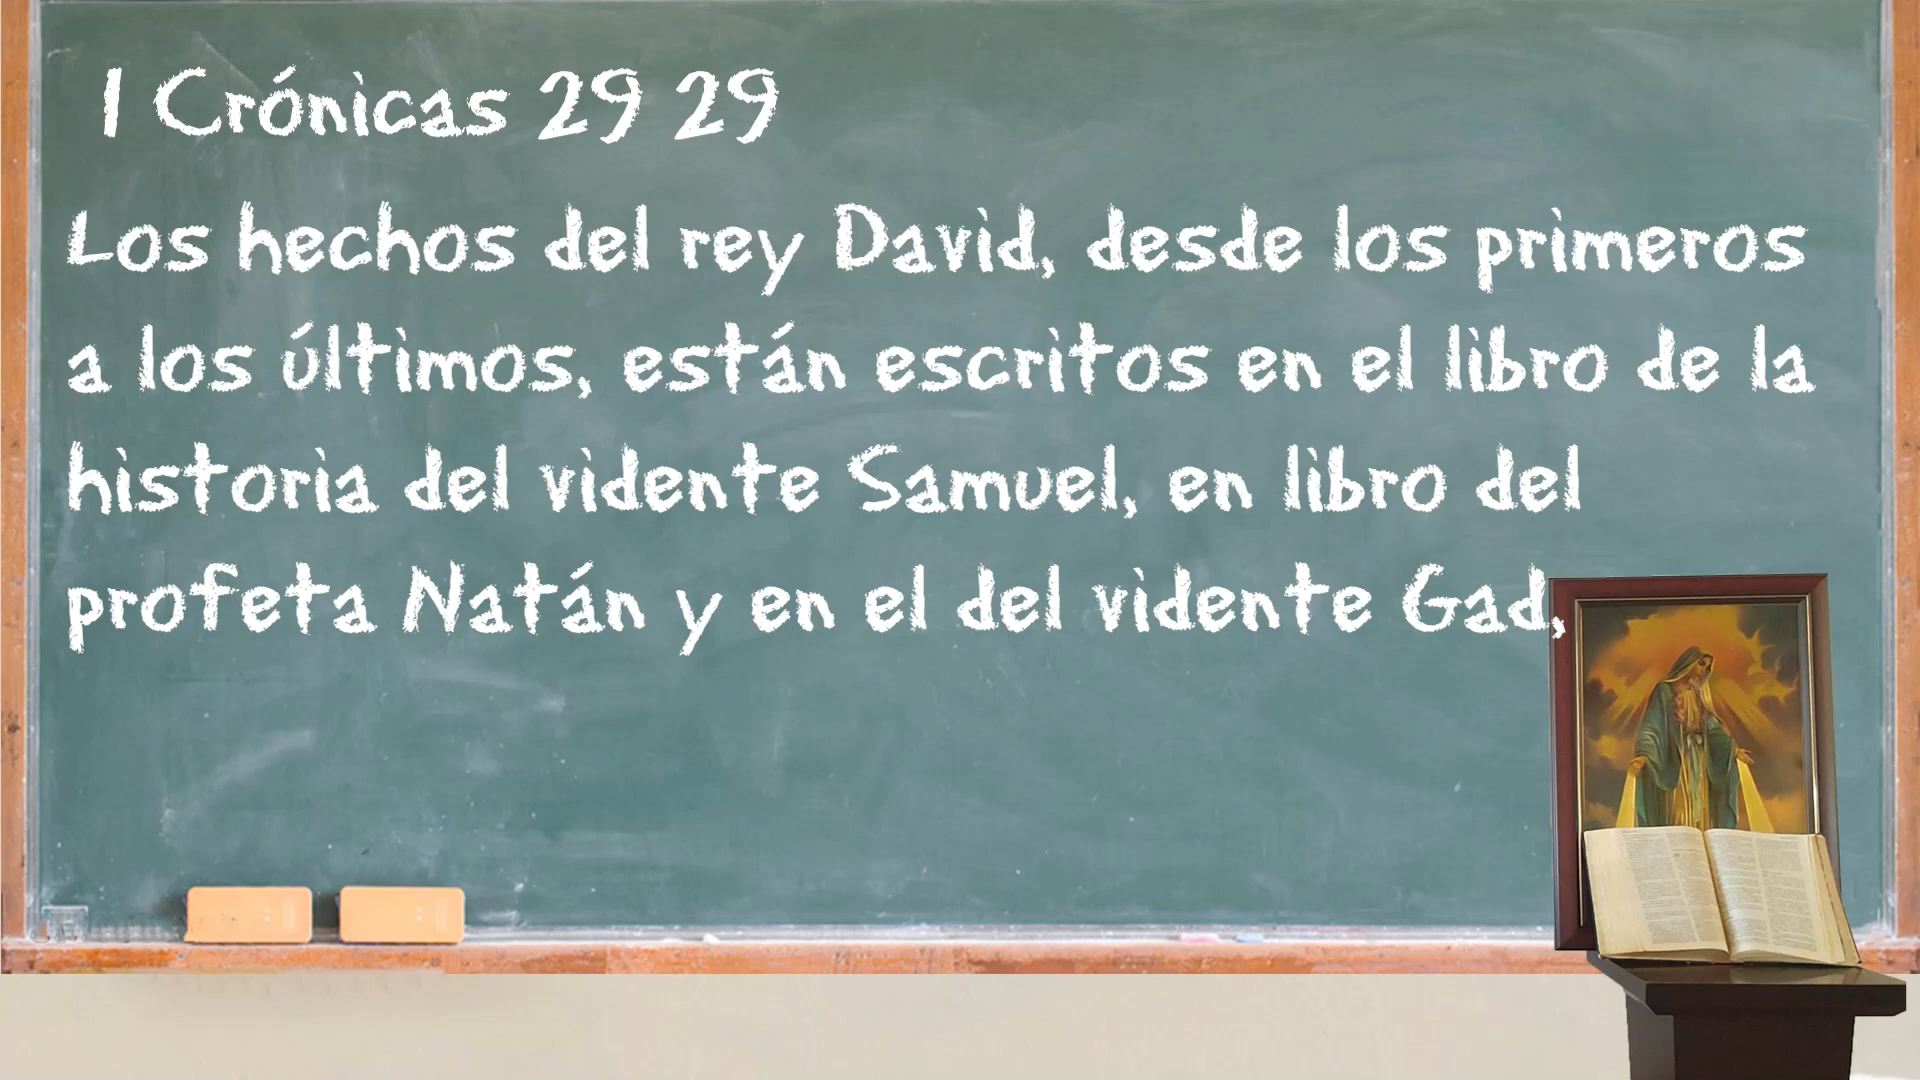 1 Crónicas 29 29
Los hechos del rey David, desde los primeros
a los últimos, están escritos en el libro de la
historia del vidente Samuel, en libro del
profeta Natán y en el del vidente Gad,